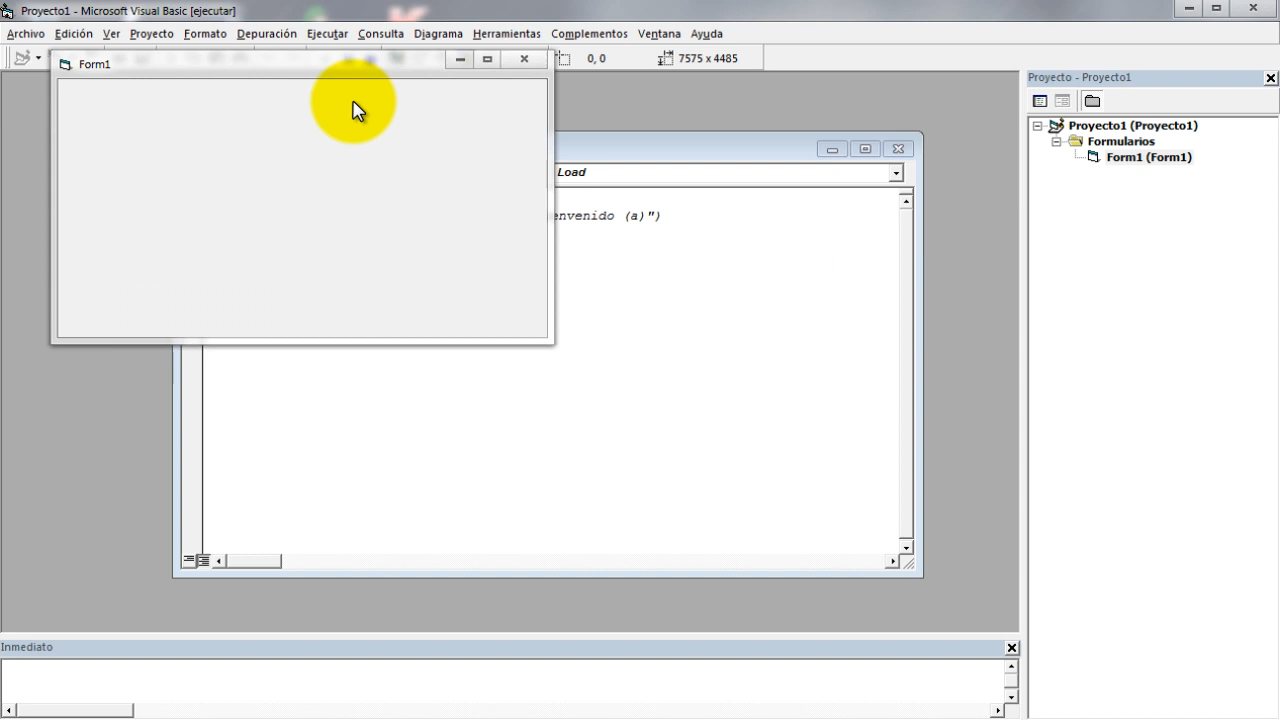 Proyecto1 - Microsoft Visual Basic [ejecutar]
Archivo Edición Ver Proyecto Formato Depuración Ejecutar Consulta Diagrama Herramientas Complementos Ventana Ayuda
0, 0 7575 x 4485
Form1
Proyecto - Proyecto1
Proyecto1 (Proyecto1)
Formularios
Form1 (Form1)
Load
envenido (a)")
Inmediato